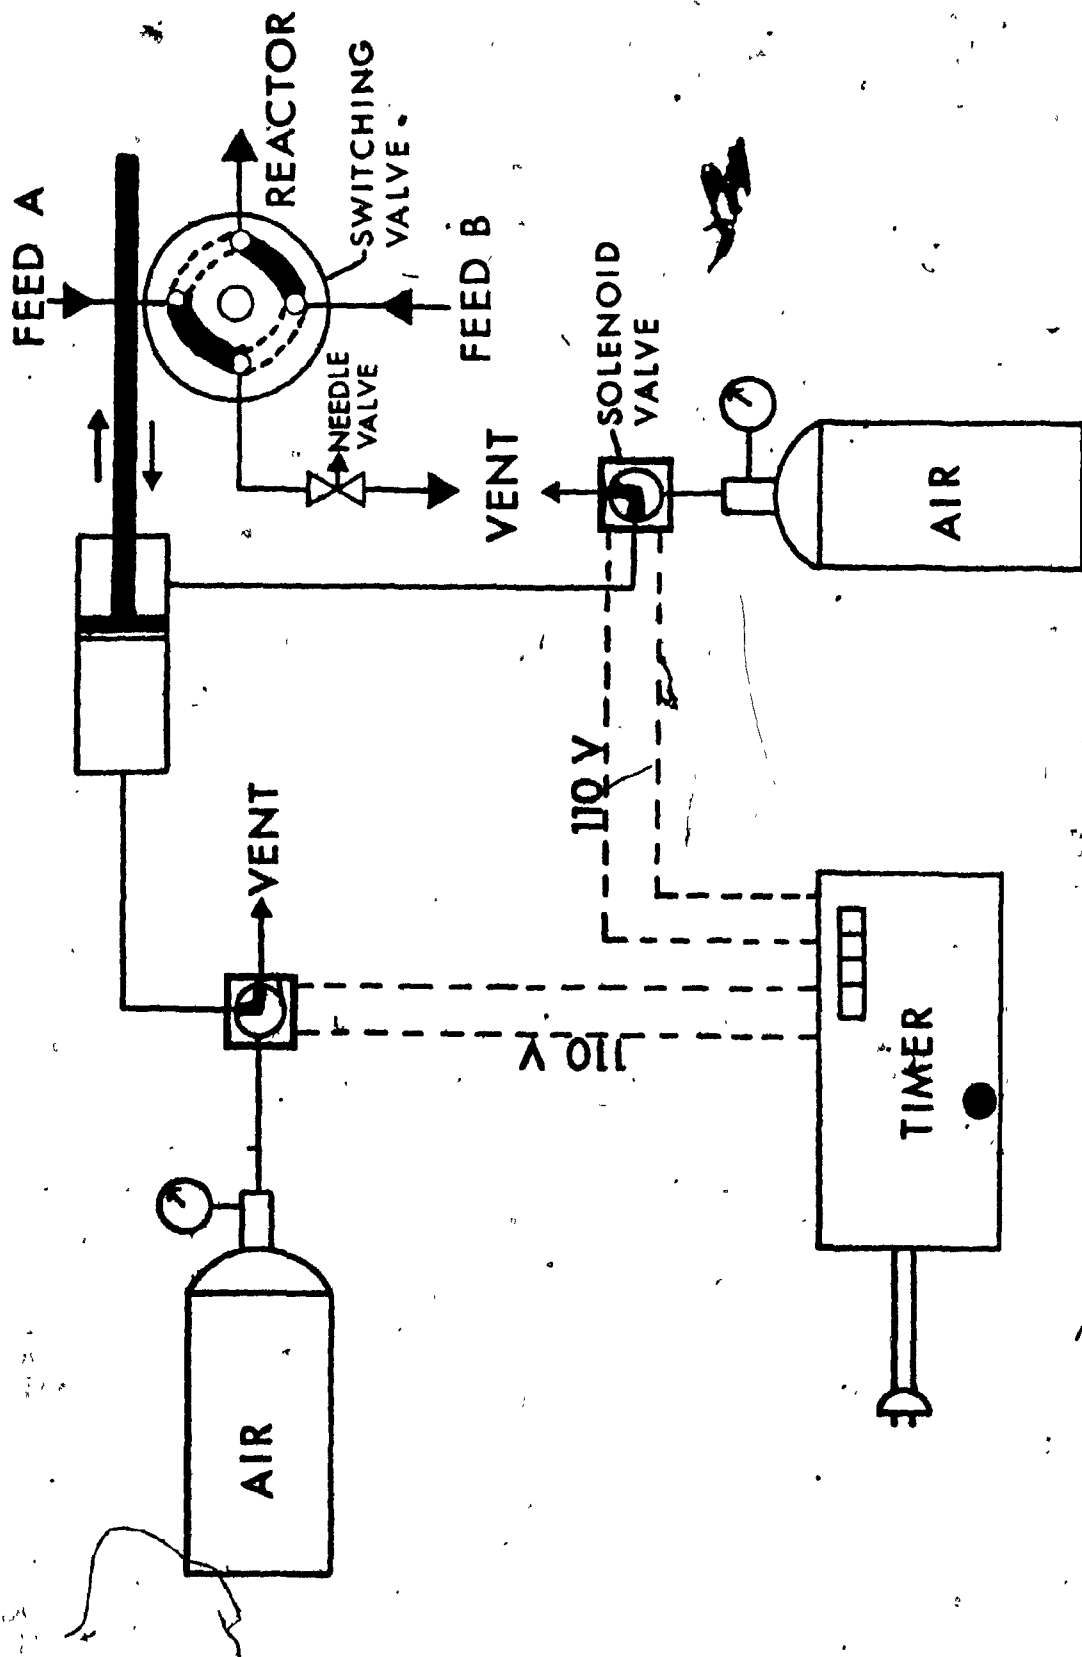 FEED A
REACTOR
SWITCHING
VALVE
NEEDLE
VALVE
FEED B
VENT
SOLENOID
VALVE
AIR
VENT
110 V
110 V
TIMER
AIR